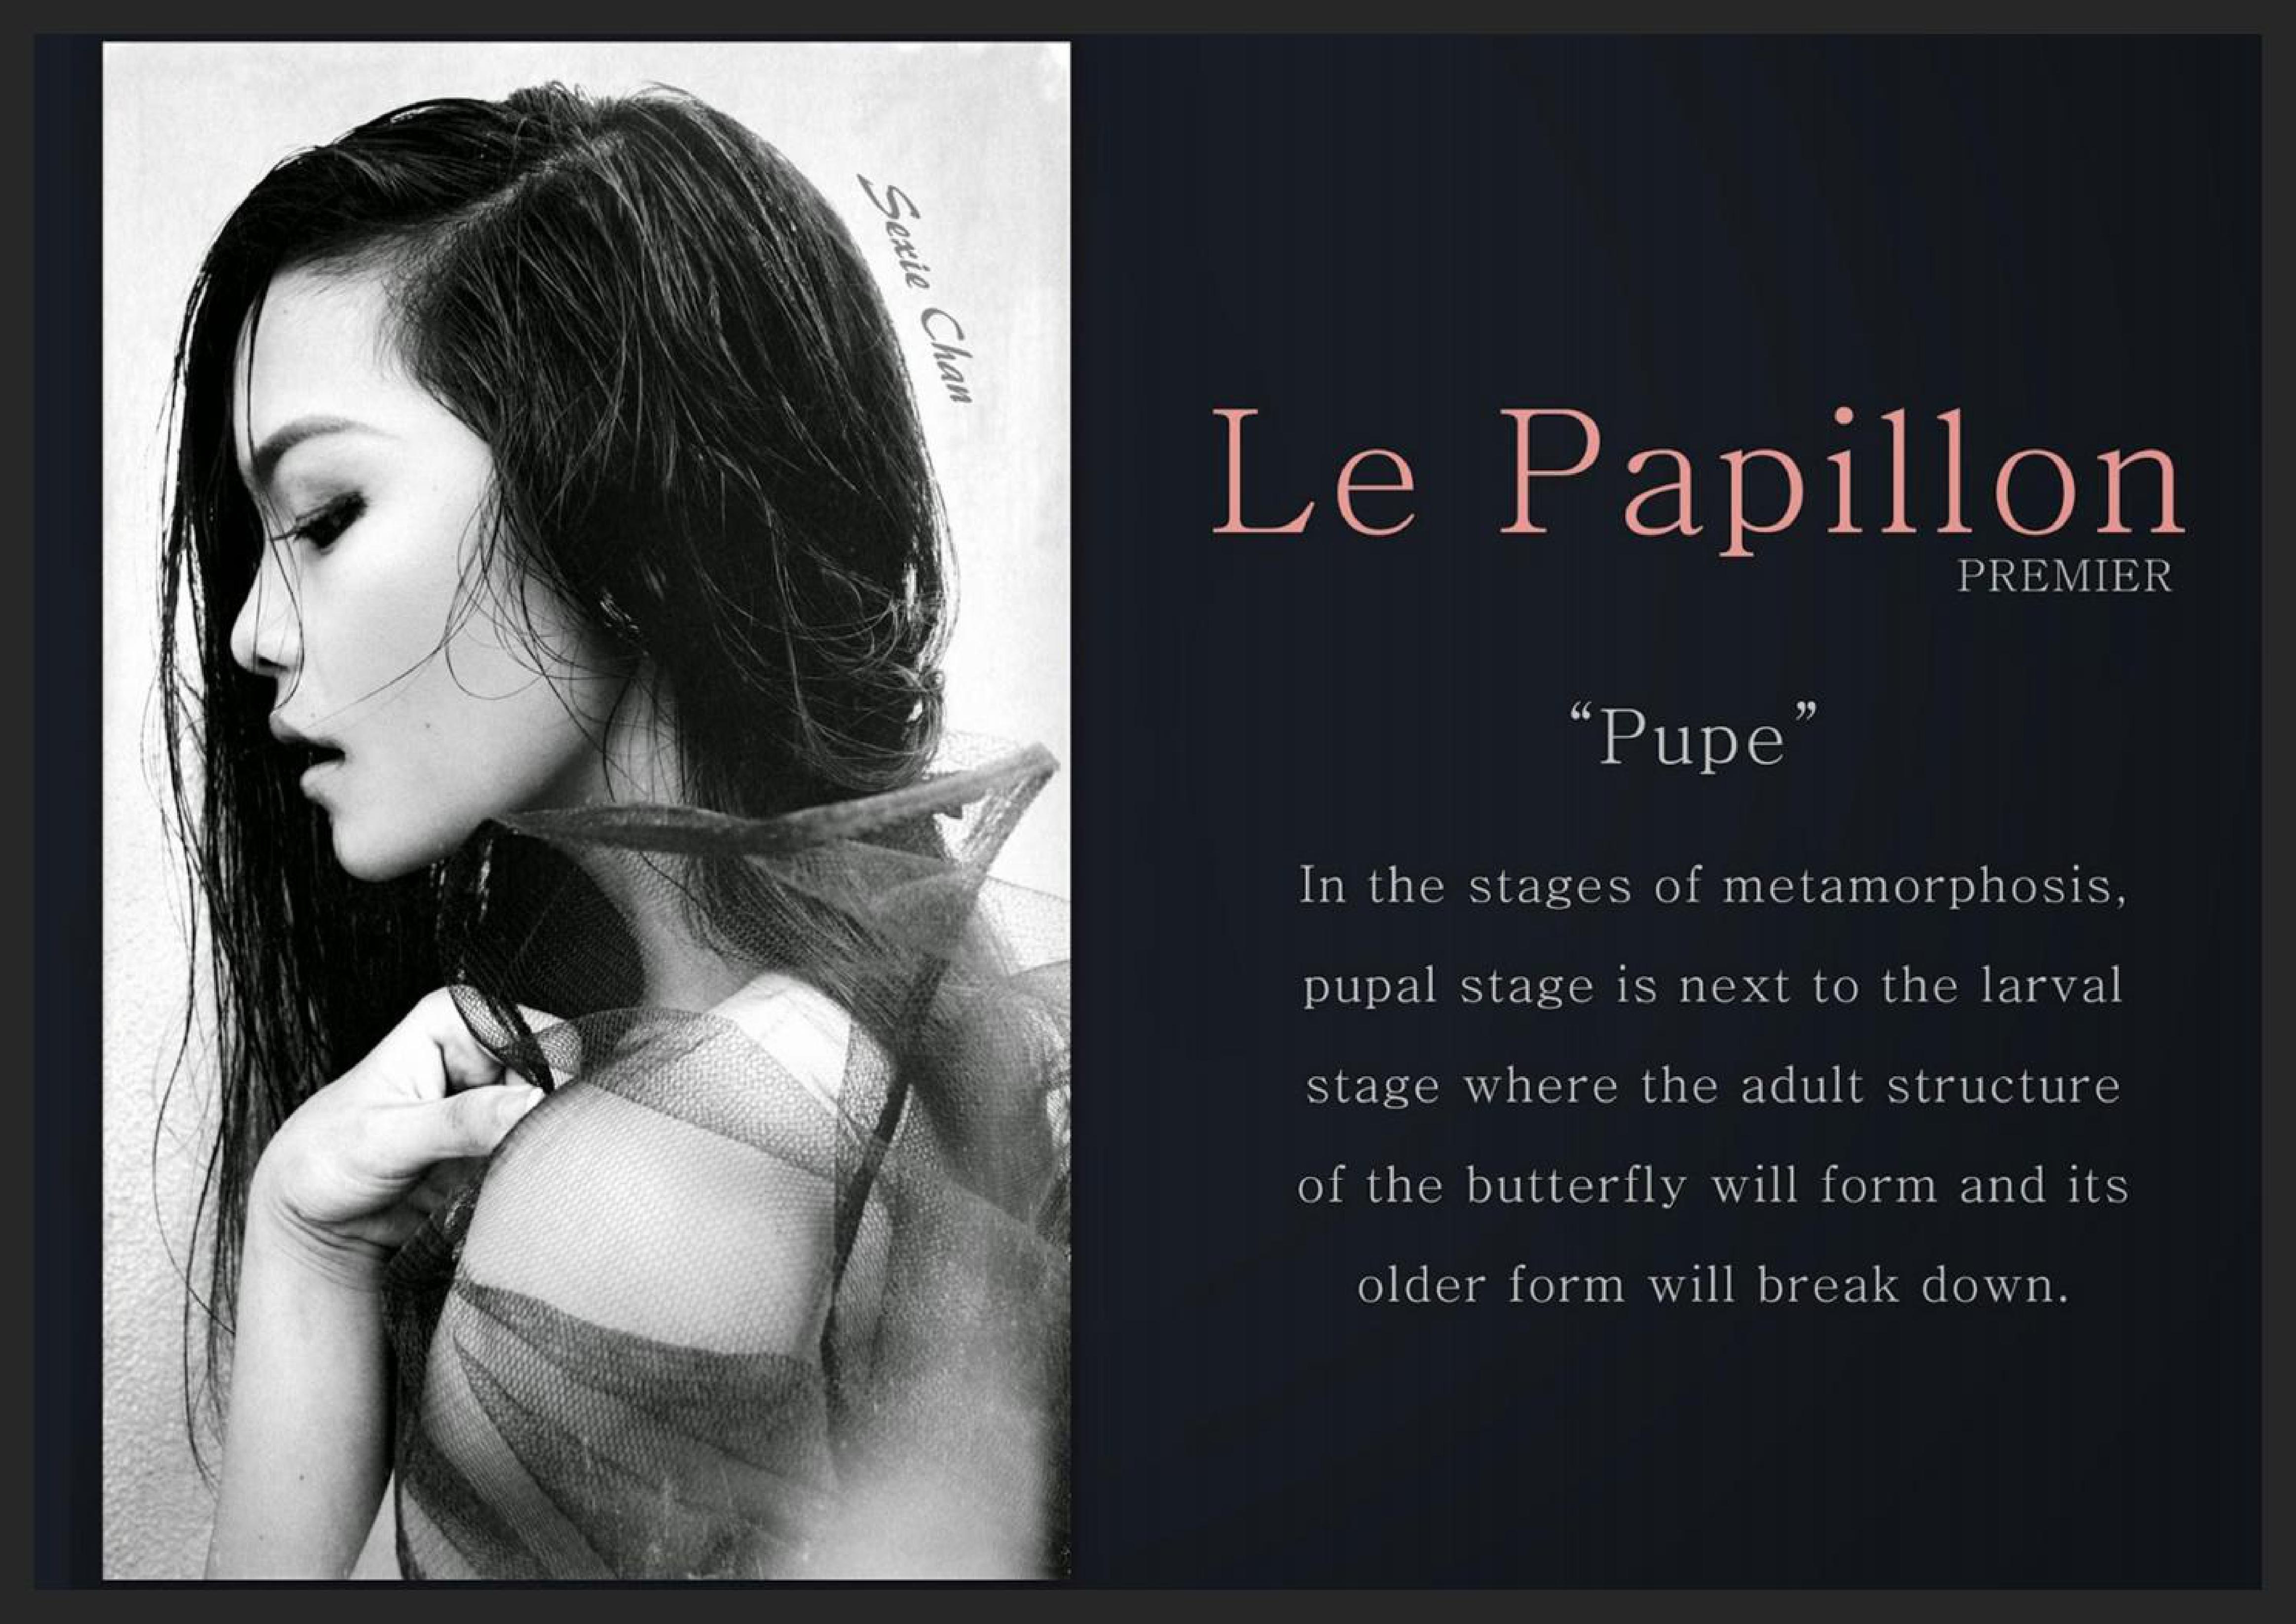 Sexie Chan
Le Papillon
PREMIER
“Pupe”
In the stages of metamorphosis,
pupal stage is next to the larval
stage where the adult structure
of the butterfly will form and its
older form will break down.